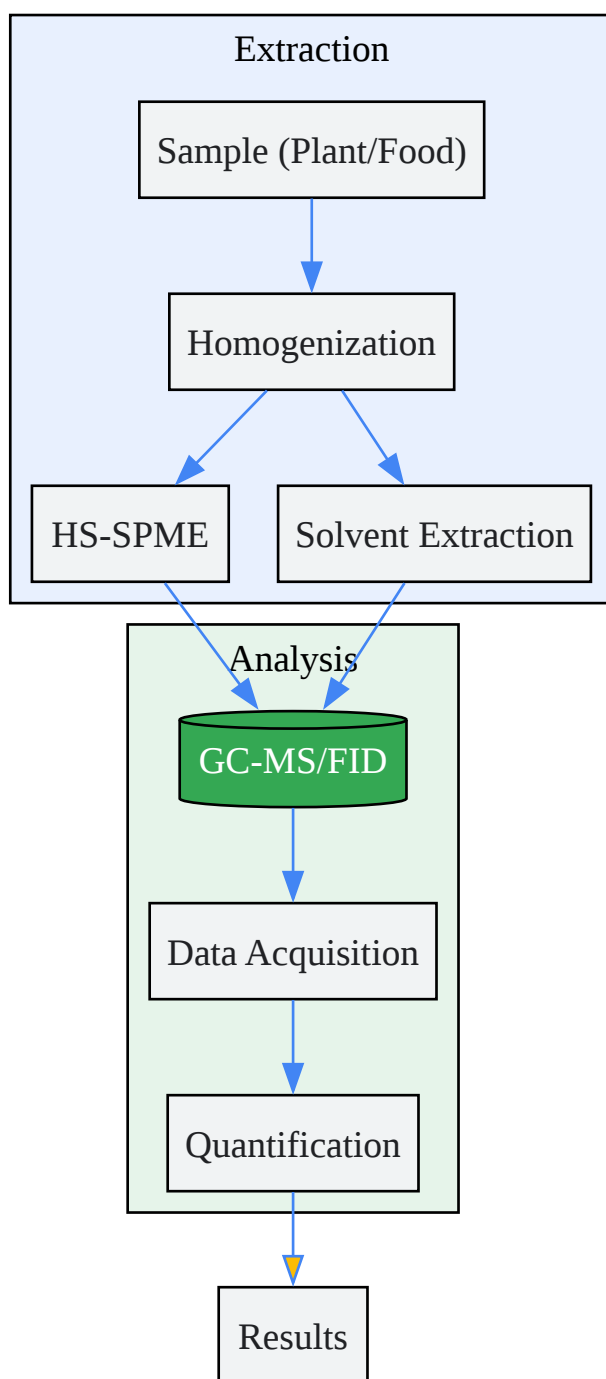 Extraction
Sample (Plant/Food)
Homogenization
HS-SPME
Solvent Extraction
Analysis
GC-MS/FID
Data Acquisition
Quantification
Results